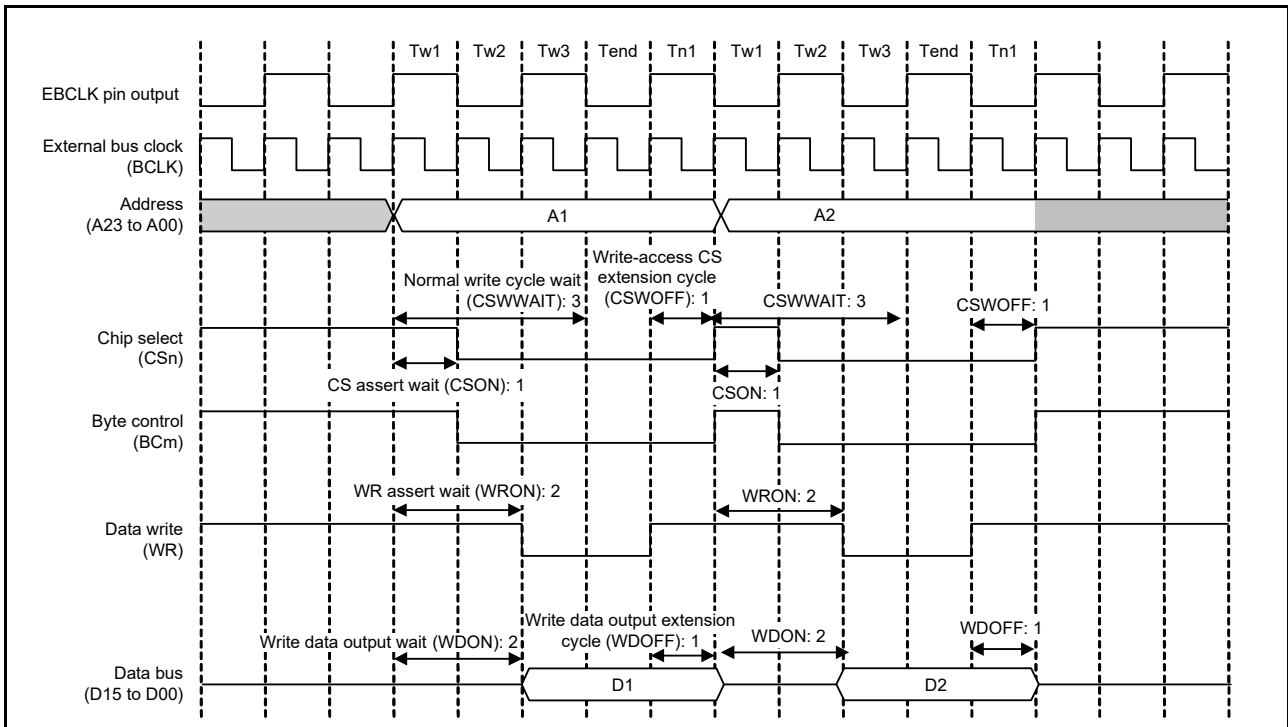 Tw1 Tw2 Tw3 Tend Tn1 Tw1 Tw2 Tw3 Tend Tn1
EBCLK pin output
External bus clock
(BCLK)
Address
(A23 to A00)
A1
A2
Normal write cycle wait
(CSWWAIT): 3
Write-access CS
extension cycle
(CSWOFF): 1
CSWWAIT: 3
CSWOFF: 1
Chip select
(CSn)
CS assert wait (CSON): 1
CSON: 1
Byte control
(BCm)
WR assert wait (WRON): 2
WRON: 2
Data write
(WR)
Write data output wait (WDON): 2
Write data output extension
cycle (WDOFF): 1
WDON: 2
WDOFF: 1
Data bus
(D15 to D00)
D1
D2